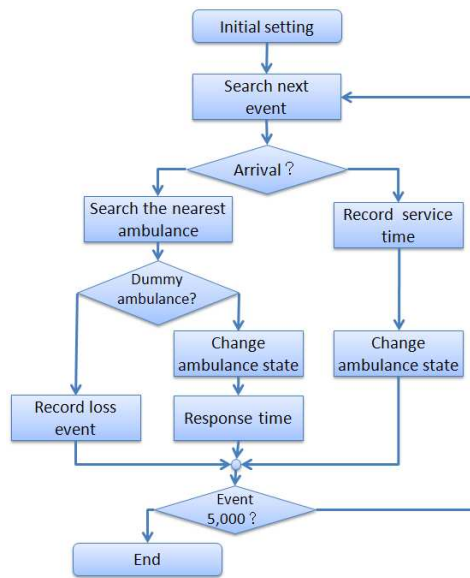 Initial setting
Search next
event
Arrival？
Search the nearest
ambulance
Record service
time
Dummy
ambulance?
Change
ambulance state
Change
ambulance state
Record loss
event
Response time
Event
5,000？
End